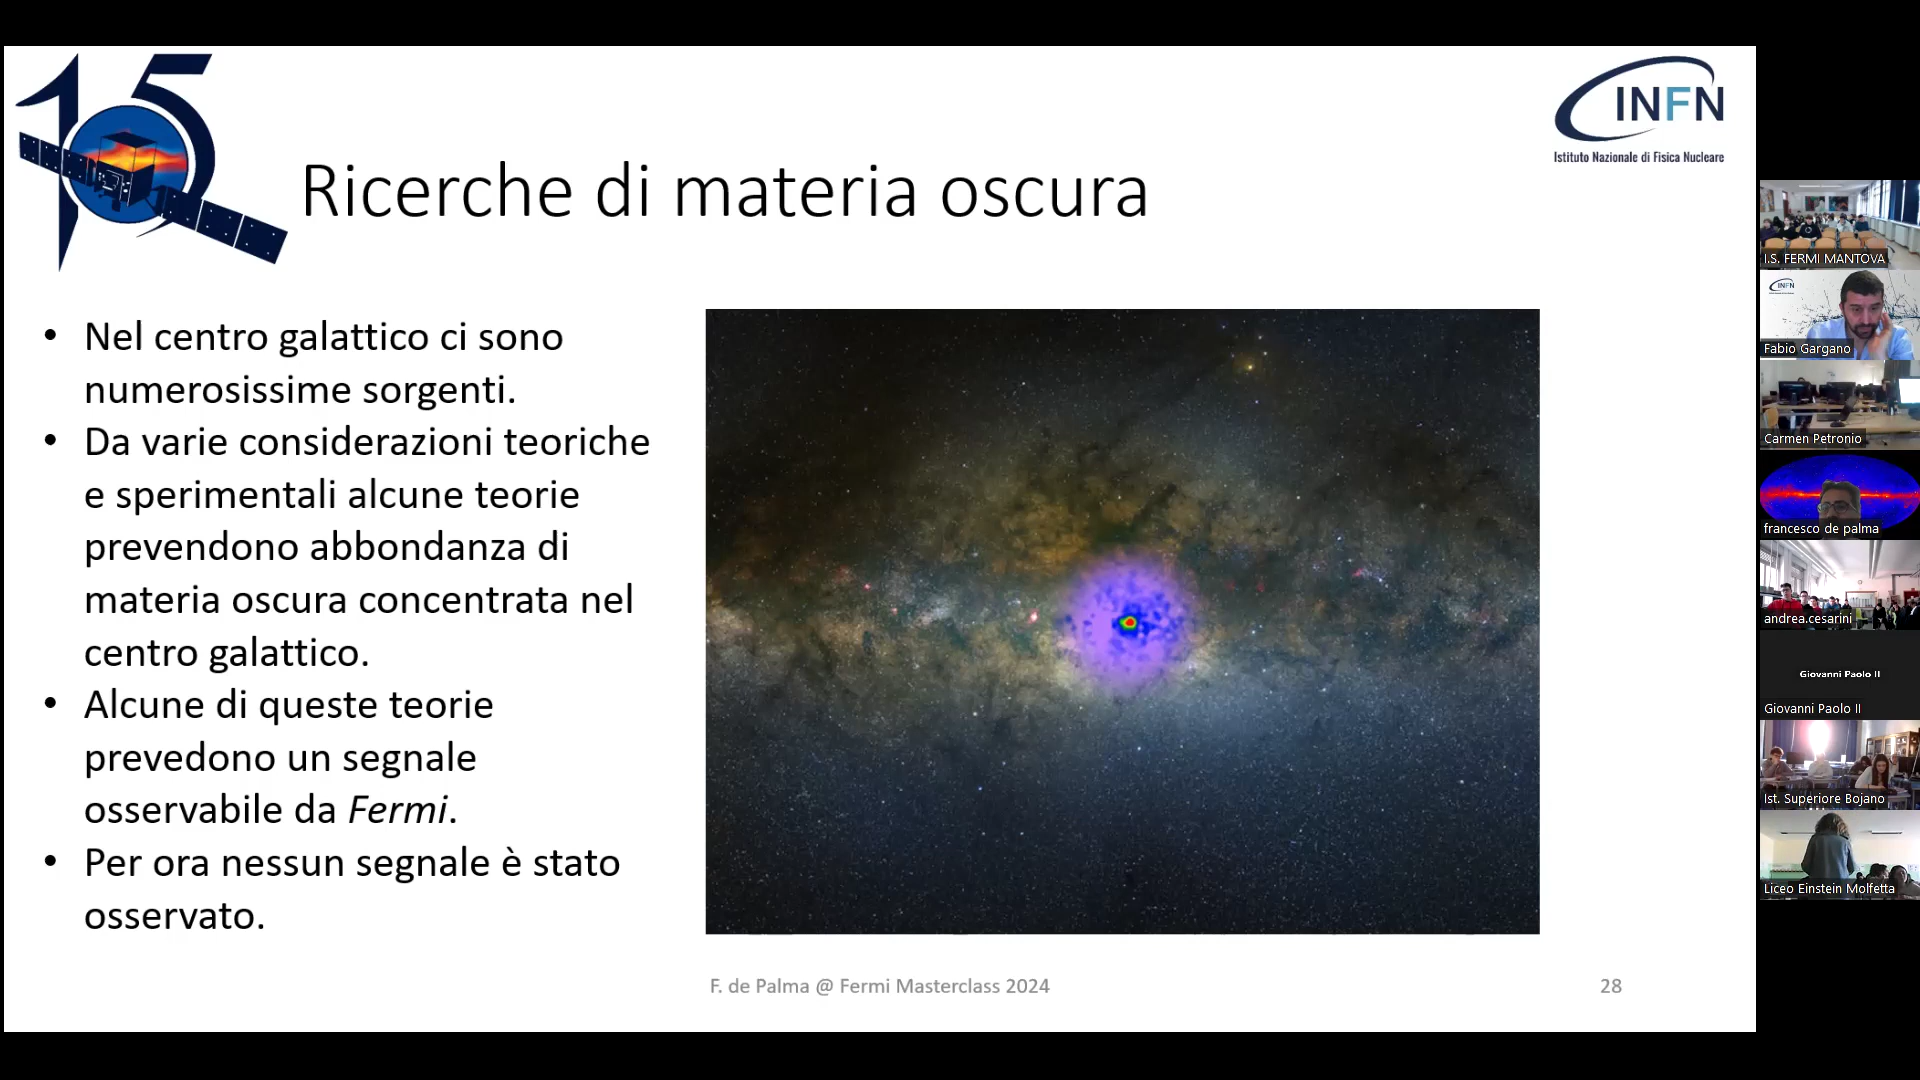 15
INFN
Istituto Nazionale di Fisica Nucleare
Ricerche di materia oscura
• Nel centro galattico ci sono
numerosissime sorgenti.
• Da varie considerazioni teoriche
e sperimentali alcune teorie
prevendono abbondanza di
materia oscura concentrata nel
centro galattico.
• Alcune di queste teorie
prevedono un segnale
osservabile da Fermi.
• Per ora nessun segnale è stato
osservato.
F. de Palma @ Fermi Masterclass 2024
28
I.S. FERMI MANTOVA
INFN
Fabio Gargano
Carmen Petronio
francesco de palma
andrea.cesarini
Giovanni Paolo II
Giovanni Paolo II
Ist. Superiore Bojano
Liceo Einstein Molfetta